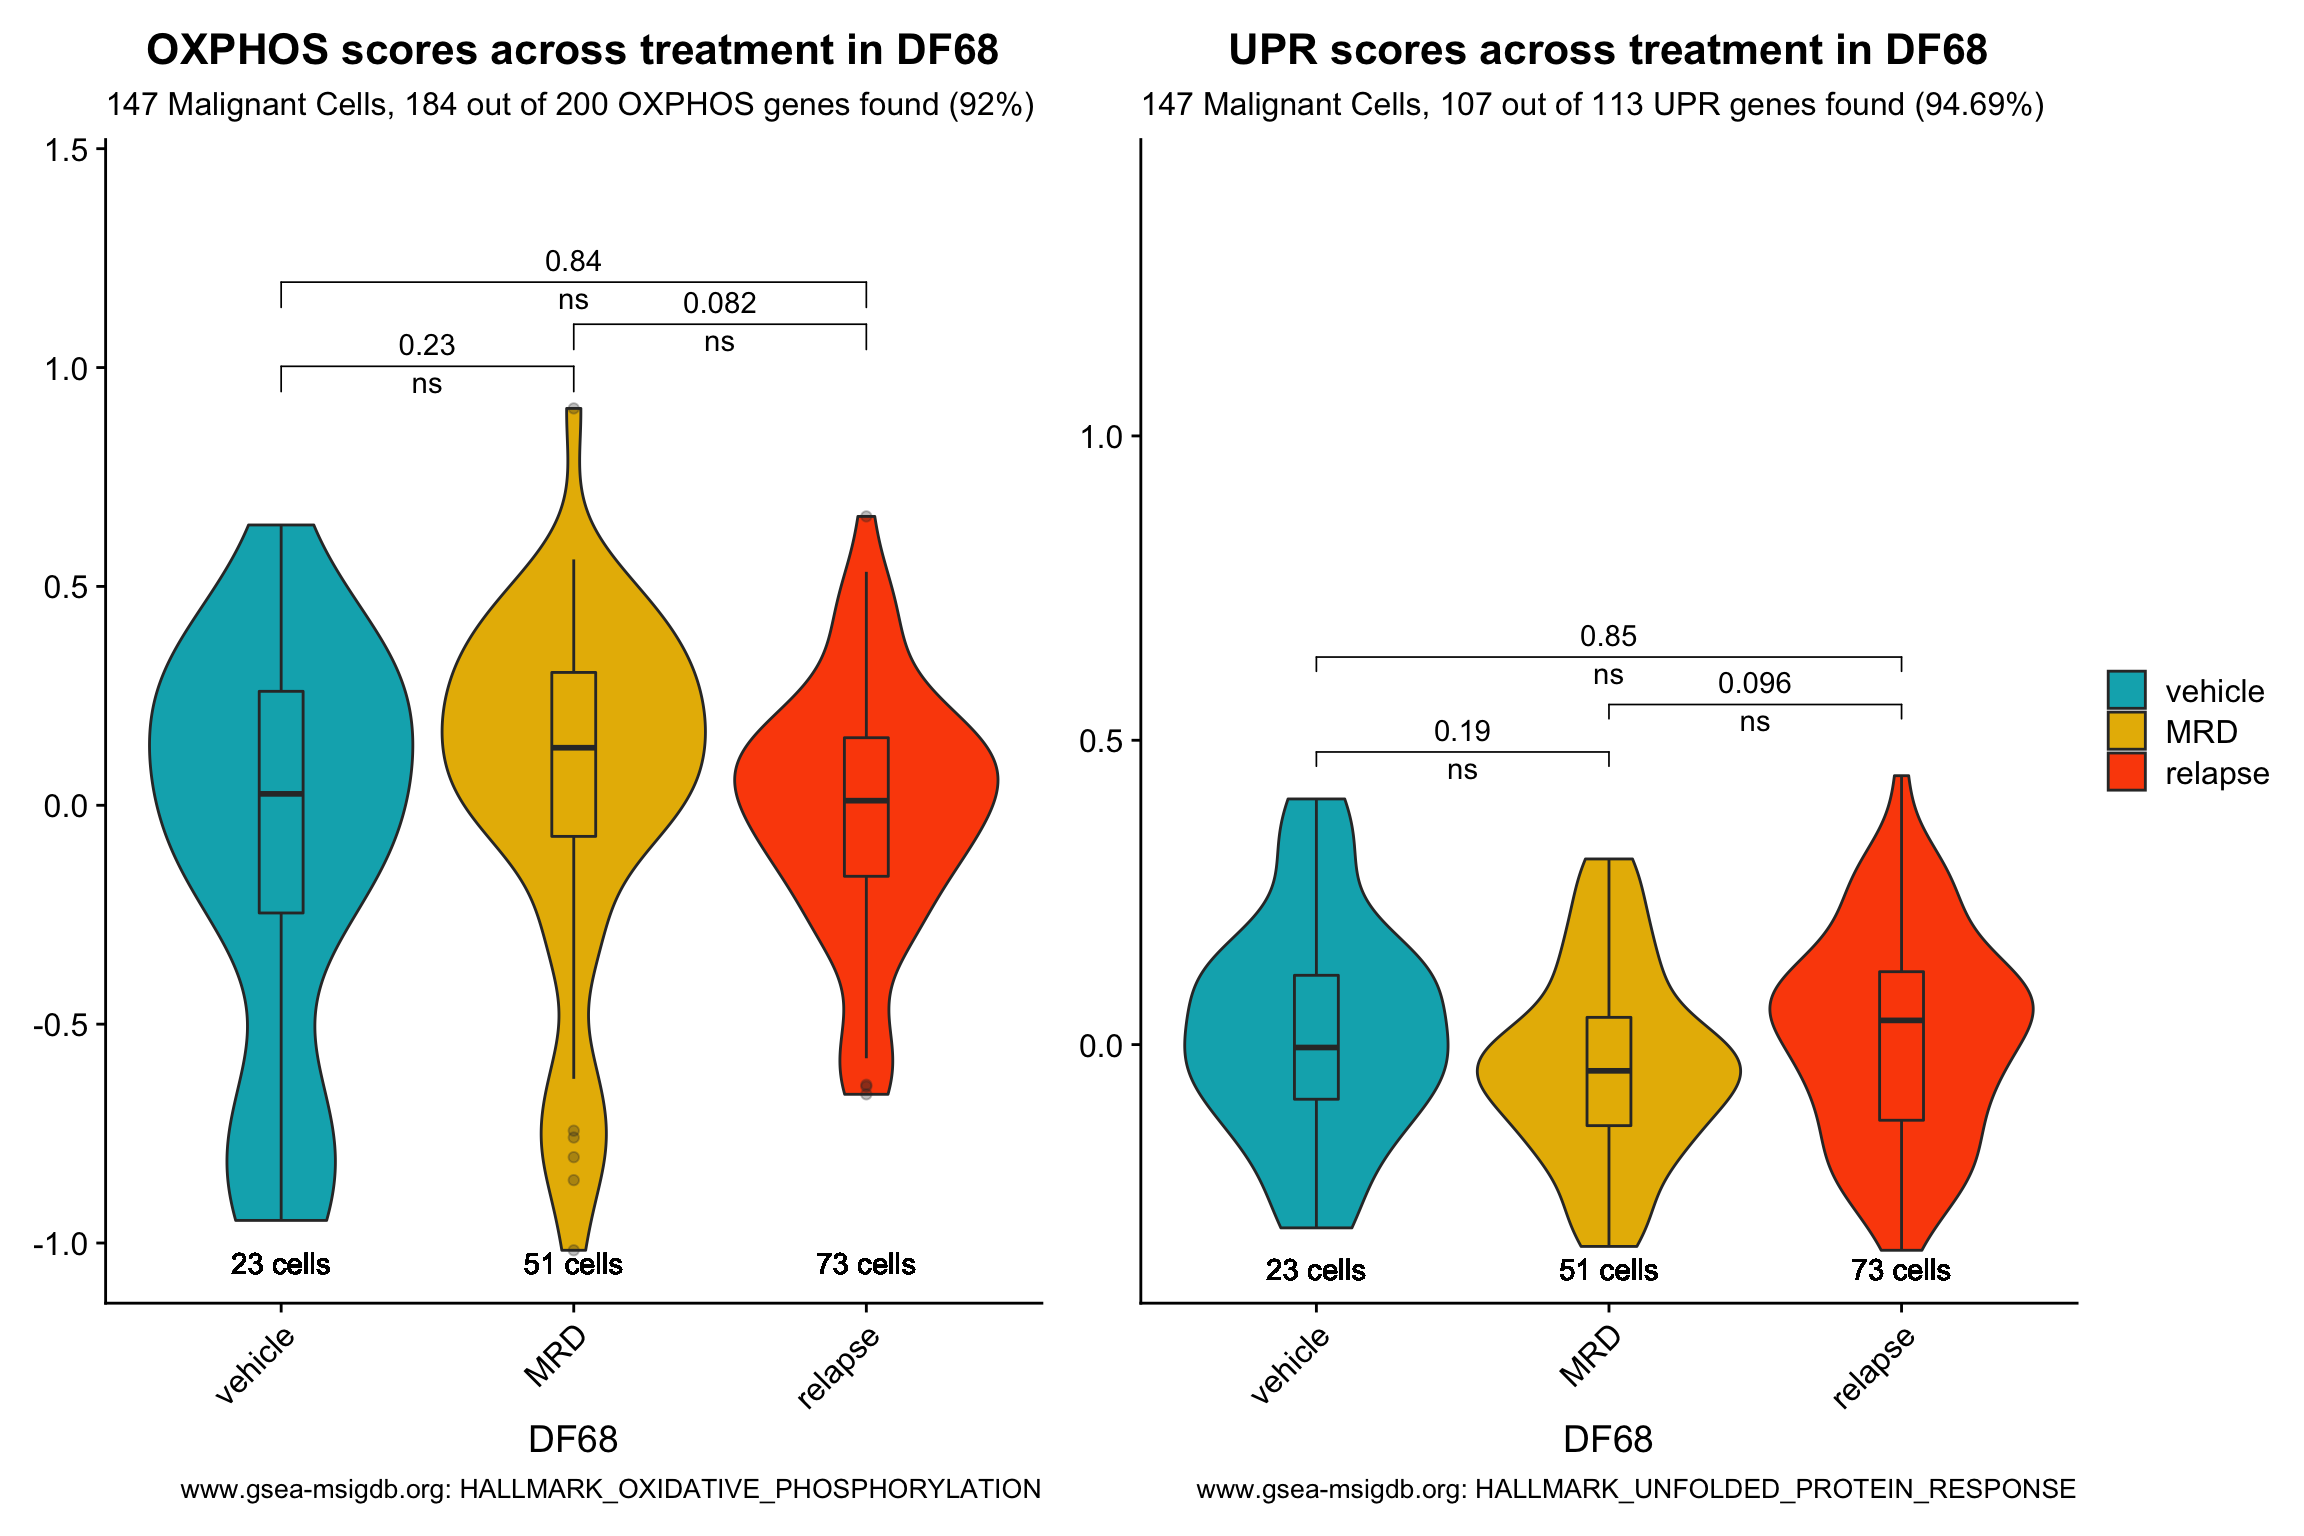 OXPHOS scores across treatment in DF68
147 Malignant Cells, 184 out of 200 OXPHOS genes found (92%)
1.5
1.0
0.5
0.0
-0.5
-1.0
0.84
ns
0.082
ns
0.23
ns
23 cells
51 cells
73 cells
vehicle
MRD
relapse
DF68
www.gsea-msigdb.org: HALLMARK_OXIDATIVE_PHOSPHORYLATION
UPR scores across treatment in DF68
147 Malignant Cells, 107 out of 113 UPR genes found (94.69%)
1.0
0.5
0.0
0.85
ns
0.096
ns
0.19
ns
23 cells
51 cells
73 cells
vehicle
MRD
relapse
DF68
www.gsea-msigdb.org: HALLMARK_UNFOLDED_PROTEIN_RESPONSE
vehicle
MRD
relapse